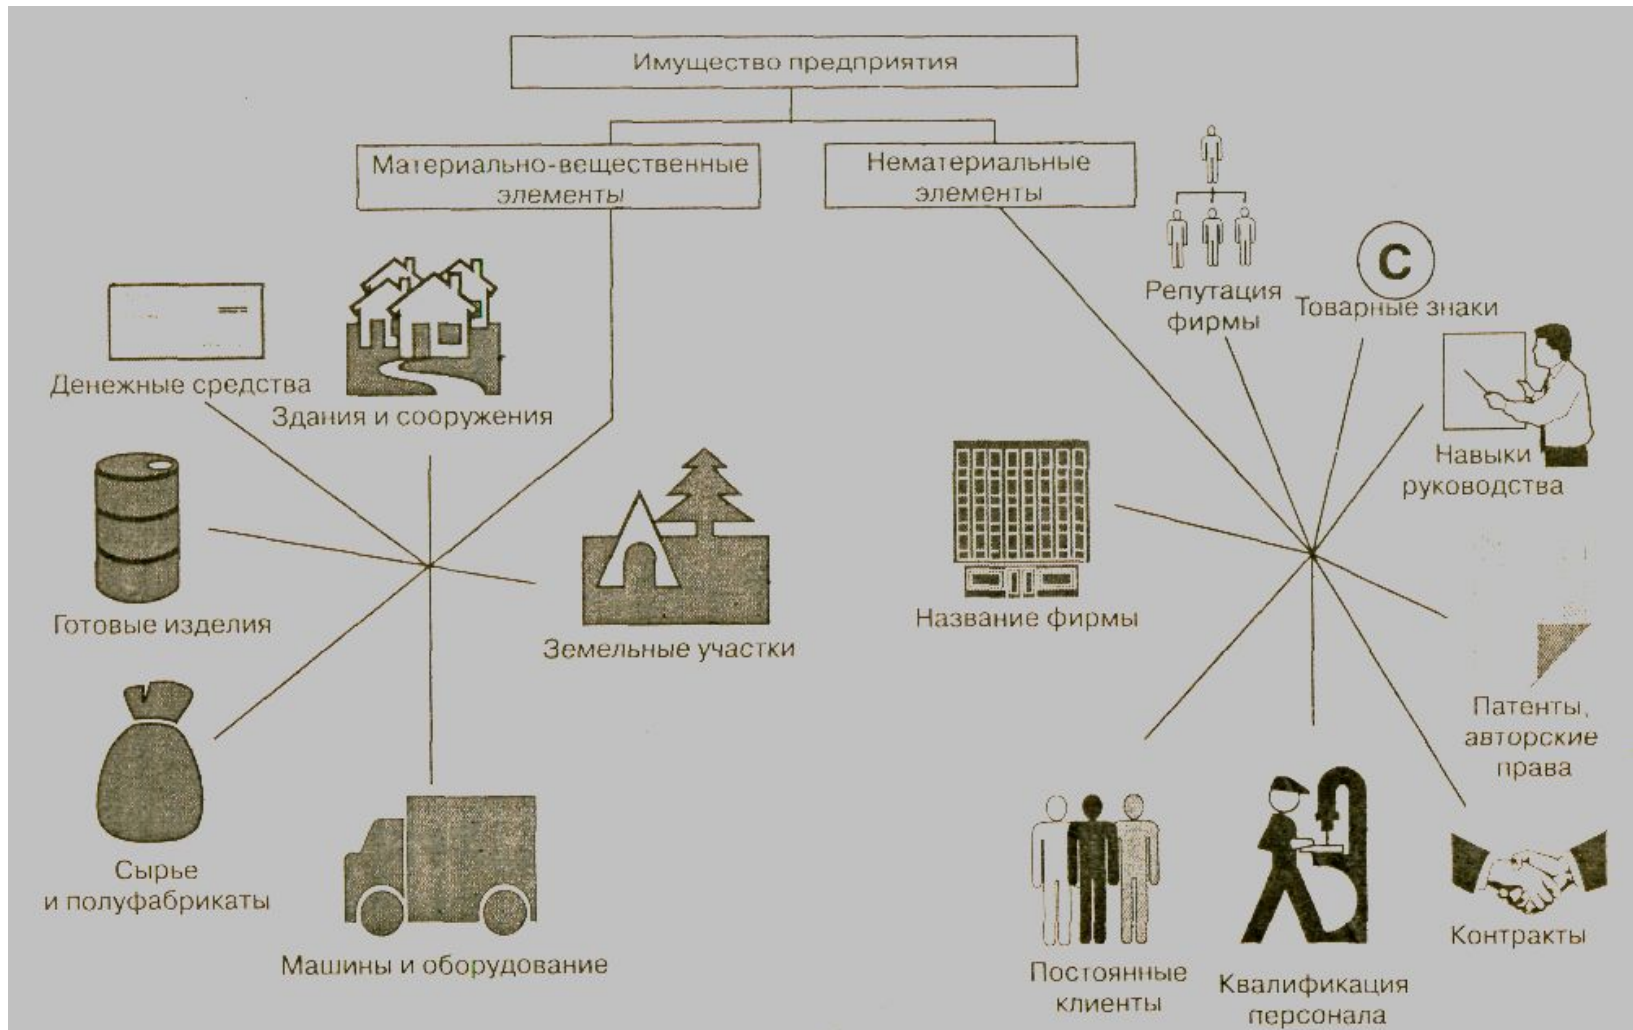 Имущество предприятия
Материально-вещественные
элементы
Нематериальные
элементы
Денежные средства
Здания и сооружения
Готовые изделия
Земельные участки
Сырье
и полуфабрикаты
Машины и оборудование
Репутация
фирмы
C
Товарные знаки
Навыки
руководства
Название фирмы
Патенты,
авторские
права
Постоянные
клиенты
Квалификация
персонала
Контракты